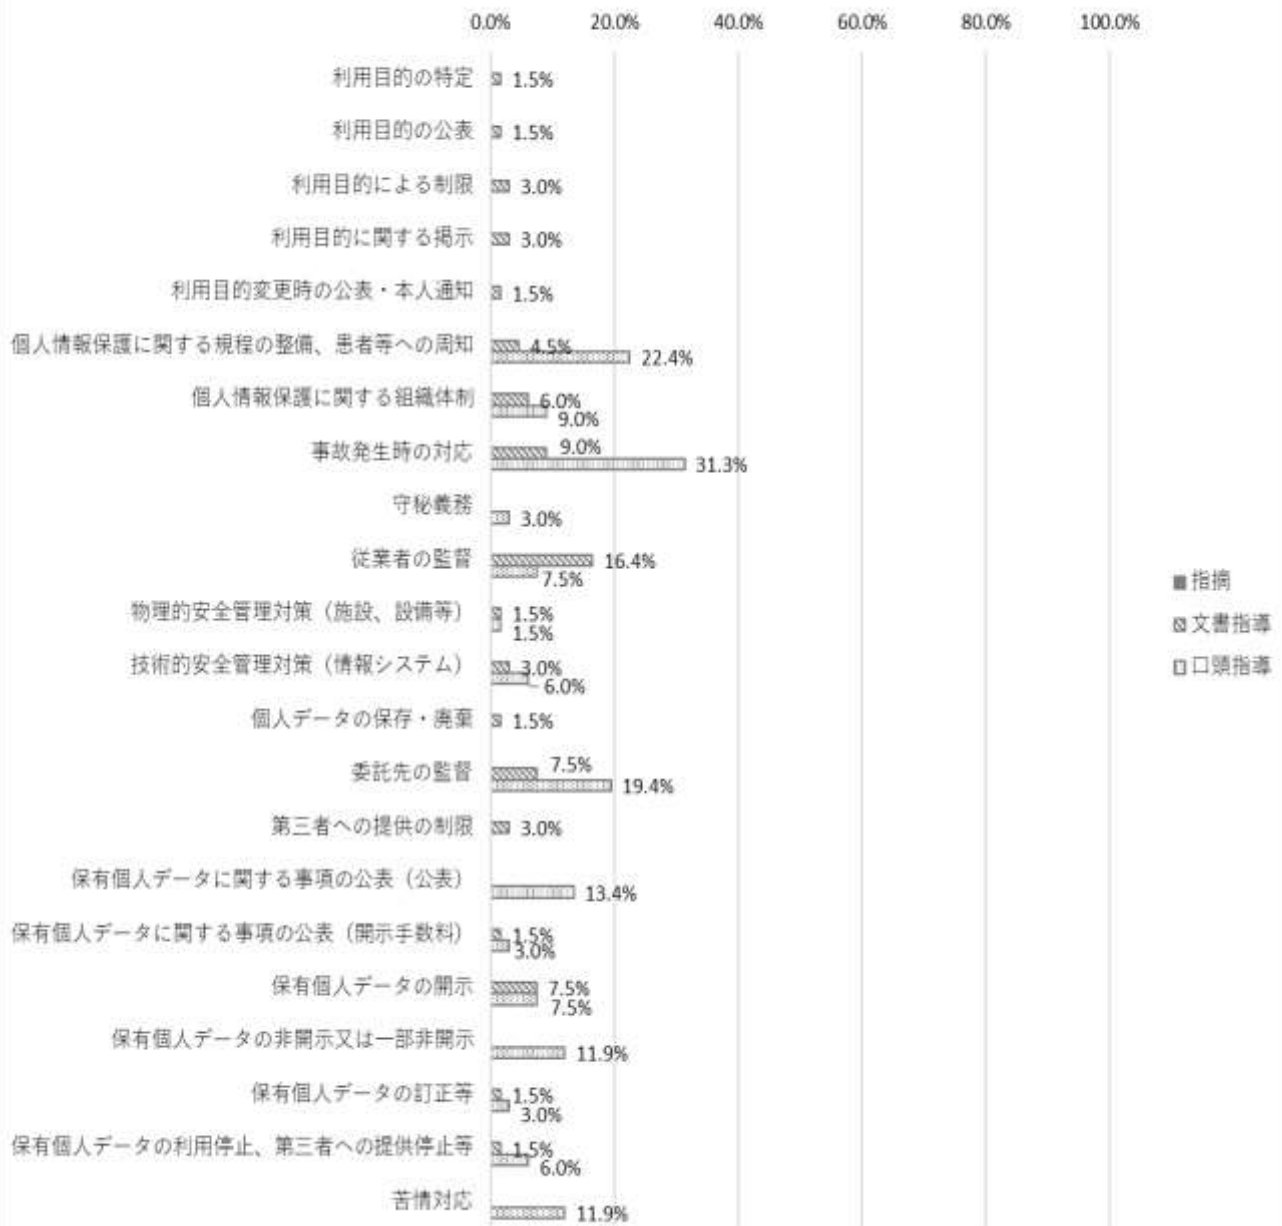 0.0% 20.0% 40.0% 60.0% 80.0% 100.0%
利用目的の特定 1.5%
利用目的の公表 1.5%
利用目的による制限 3.0%
利用目的に関する掲示 3.0%
利用目的変更時の公表・本人通知 1.5%
個人情報保護に関する規程の整備、患者等への周知 4.5%
22.4%
個人情報保護に関する組織体制 6.0%
9.0%
事故発生時の対応 9.0%
31.3%
守秘義務 3.0%
従業者の監督 16.4%
7.5%
物理的安全管理対策（施設、設備等） 1.5%
1.5%
技術的安全管理対策（情報システム） 3.0%
6.0%
個人データの保存・廃棄 1.5%
委託先の監督 7.5%
19.4%
第三者への提供の制限 3.0%
保有個人データに関する事項の公表（公表）
13.4%
保有個人データに関する事項の公表（開示手数料） 1.5%
3.0%
保有個人データの開示 7.5%
7.5%
保有個人データの非開示又は一部非開示
11.9%
保有個人データの訂正等 1.5%
3.0%
保有個人データの利用停止、第三者への提供停止等 1.5%
6.0%
苦情対応 11.9%
指摘
文書指導
口頭指導